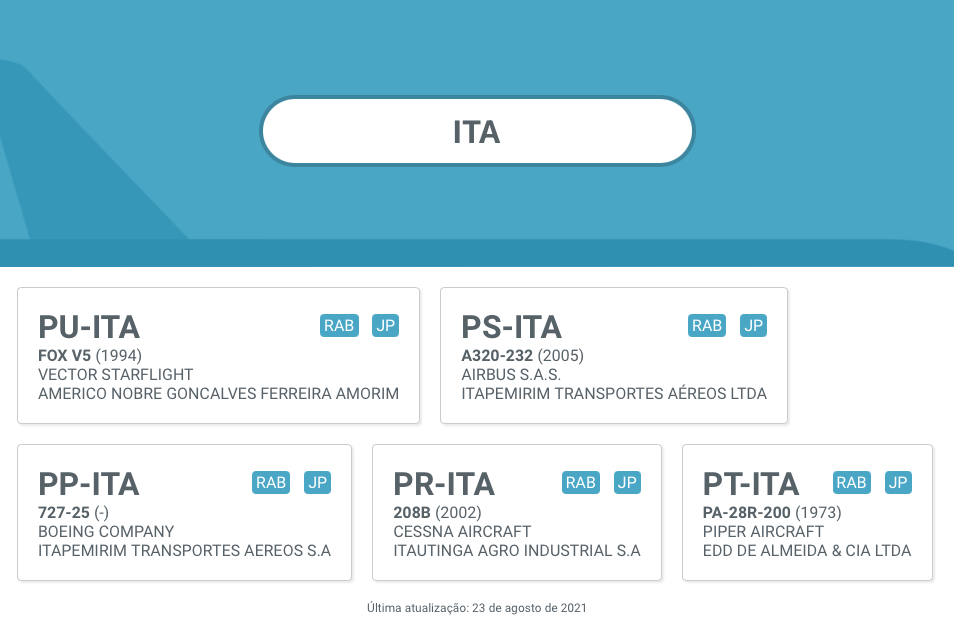 ITA
PU-ITA RAB JP
FOX V5 (1994)
VECTOR STARFLIGHT
AMERICO NOBRE GONCALVES FERREIRA AMORIM
PS-ITA RAB JP
A320-232 (2005)
AIRBUS S.A.S.
ITAPEMIRIM TRANSPORTES AÉREOS LTDA
PP-ITA RAB JP
727-25 (-)
BOEING COMPANY
ITAPEMIRIM TRANSPORTES AEREOS S.A
PR-ITA RAB JP
208B (2002)
CESSNA AIRCRAFT
ITAUTINGA AGRO INDUSTRIAL S.A
PT-ITA RAB JP
PA-28R-200 (1973)
PIPER AIRCRAFT
EDD DE ALMEIDA & CIA LTDA
Última atualização: 23 de agosto de 2021